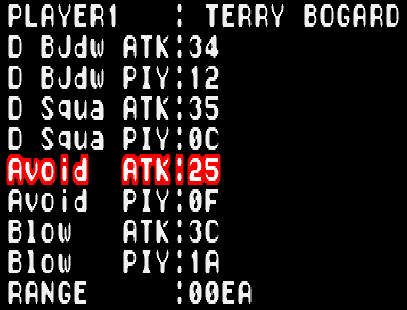 PLAYER1 : TERRY BOGARD
D BJdw ATK:34
D BJdw PIY:12
D Squa ATK:35
D Squa PIY:0C
Avoid ATK:25
Avoid PIY:0F
Blow ATK:3C
Blow PIY:1A
RANGE :00EA